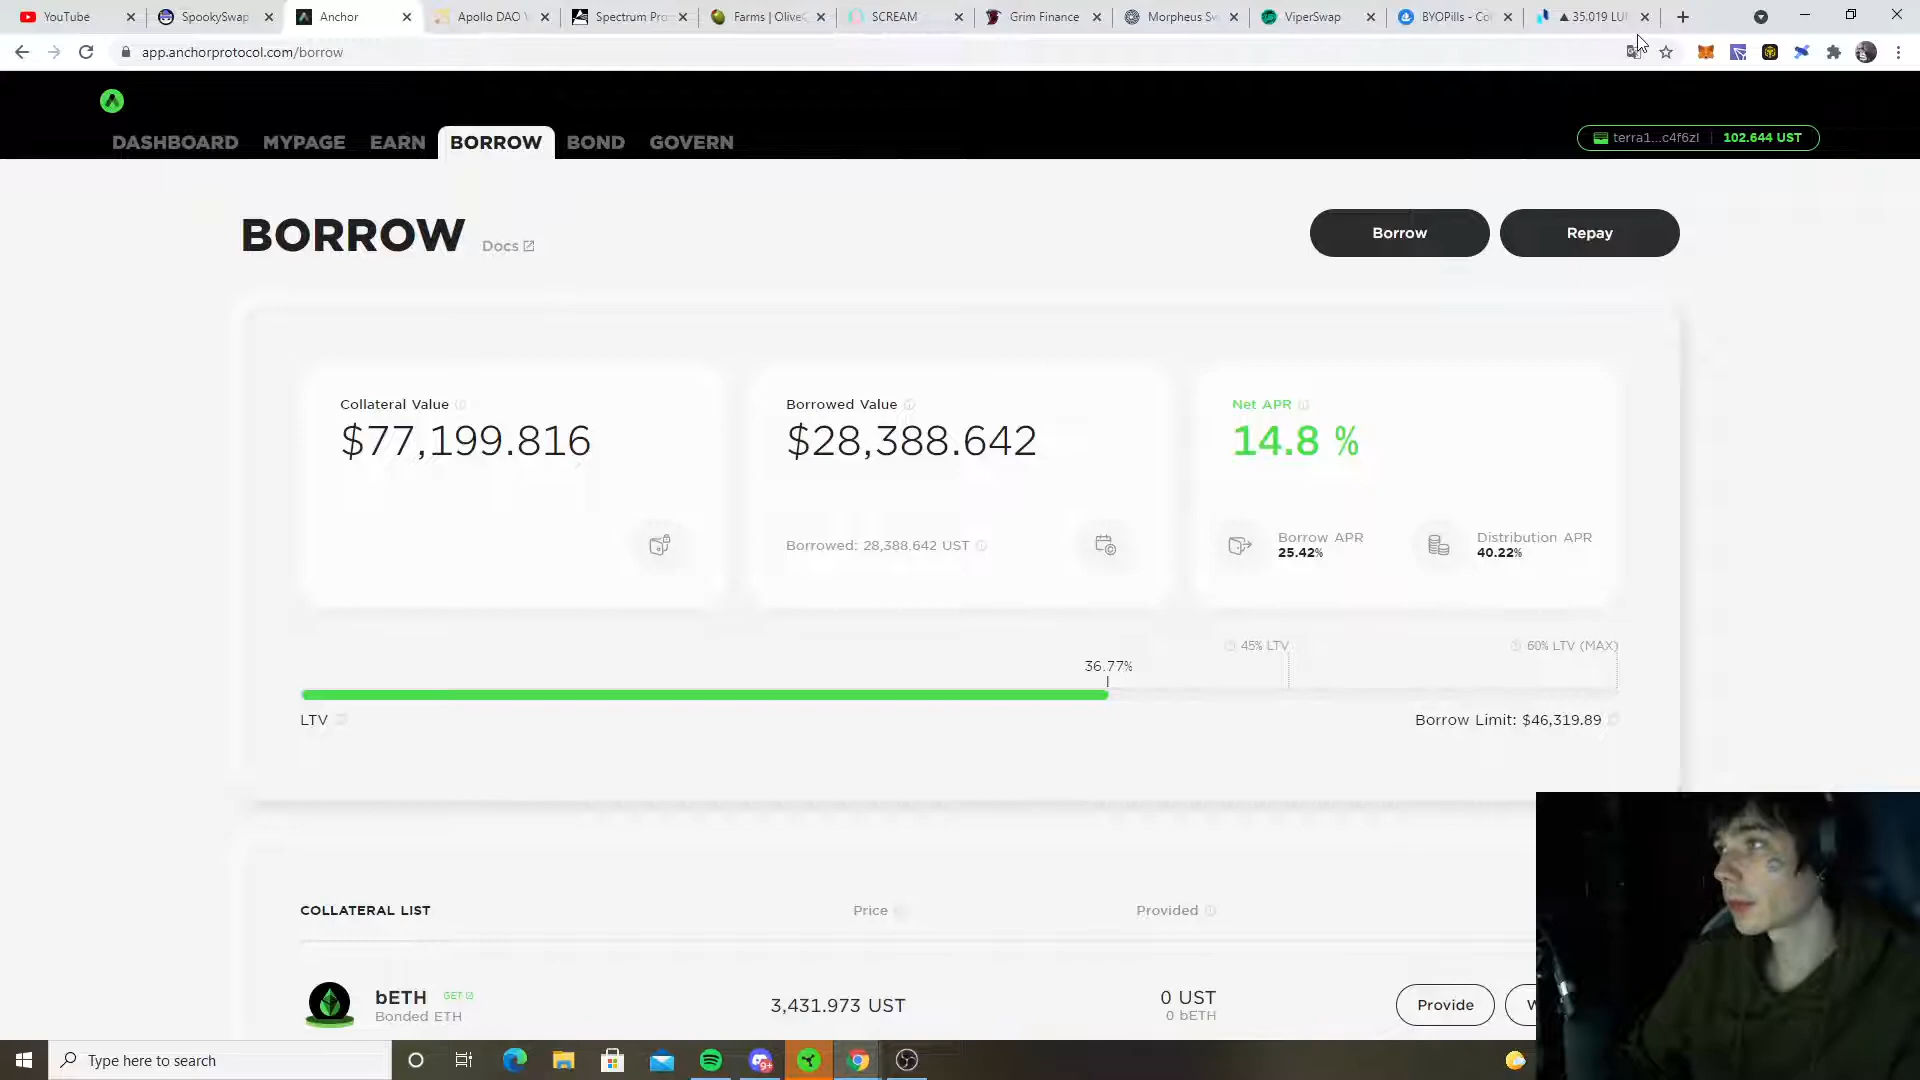 YouTube
SpookySwap
Anchor
Apollo DAO
Spectrum Pro
Farms | Olive
SCREAM
Grim Finance
Morpheus Sw
ViperSwap
BYOPills - Co
▲ 35.019 LU
app.anchorprotocol.com/borrow
DASHBOARD MYPAGE EARN BORROW BOND GOVERN
terra1...c4f6zl 102.644 UST
BORROW Docs
Borrow Repay
Collateral Value
$77,199.816
Borrowed Value
$28,388.642
Borrowed: 28,388.642 UST
Net APR
14.8 %
Borrow APR
25.42%
Distribution APR
40.22%
45% LTV 60% LTV (MAX)
36.77%
LTV Borrow Limit: $46,319.89
COLLATERAL LIST Price Provided
bETH GET
Bonded ETH
3,431.973 UST
0 UST
0 bETH
Provide W
Type here to search
9+